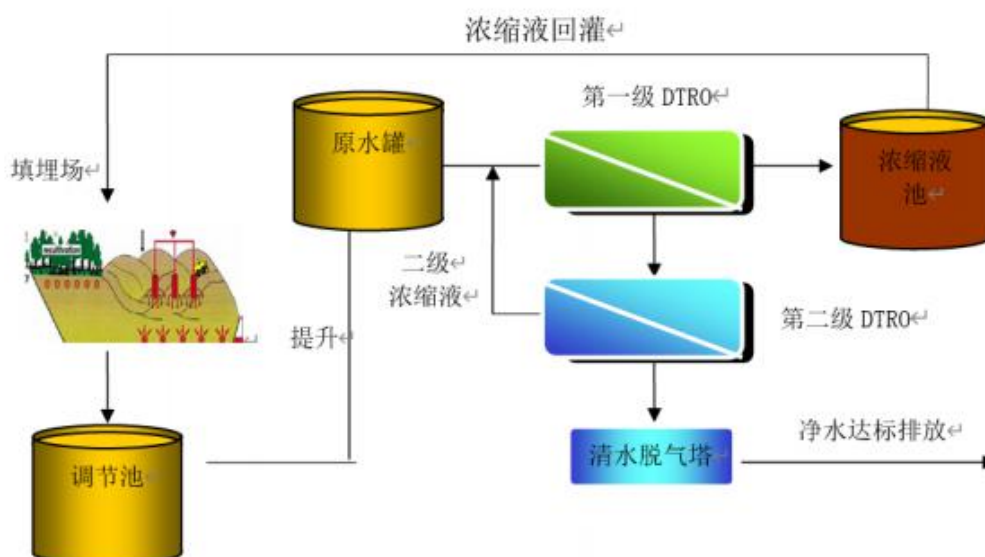 浓缩液回灌↵
第一级 DTRO↵
原水罐
浓缩液
池↵
填埋场↵
二级↵
浓缩液↵
提升↵
第二级 DTRO↵
净水达标排放↵
清水脱气塔↵
调节池↵